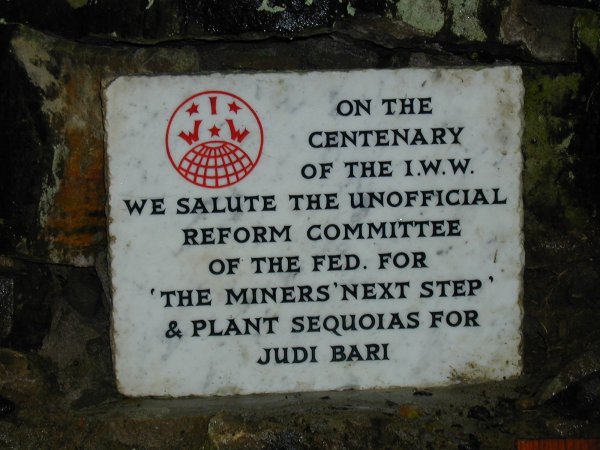 I W W
ON THE
CENTENARY
OF THE I.W.W.
WE SALUTE THE UNOFFICIAL
REFORM COMMITTEE
OF THE FED. FOR
'THE MINERS' NEXT STEP'
& PLANT SEQUOIAS FOR
JUDI BARI